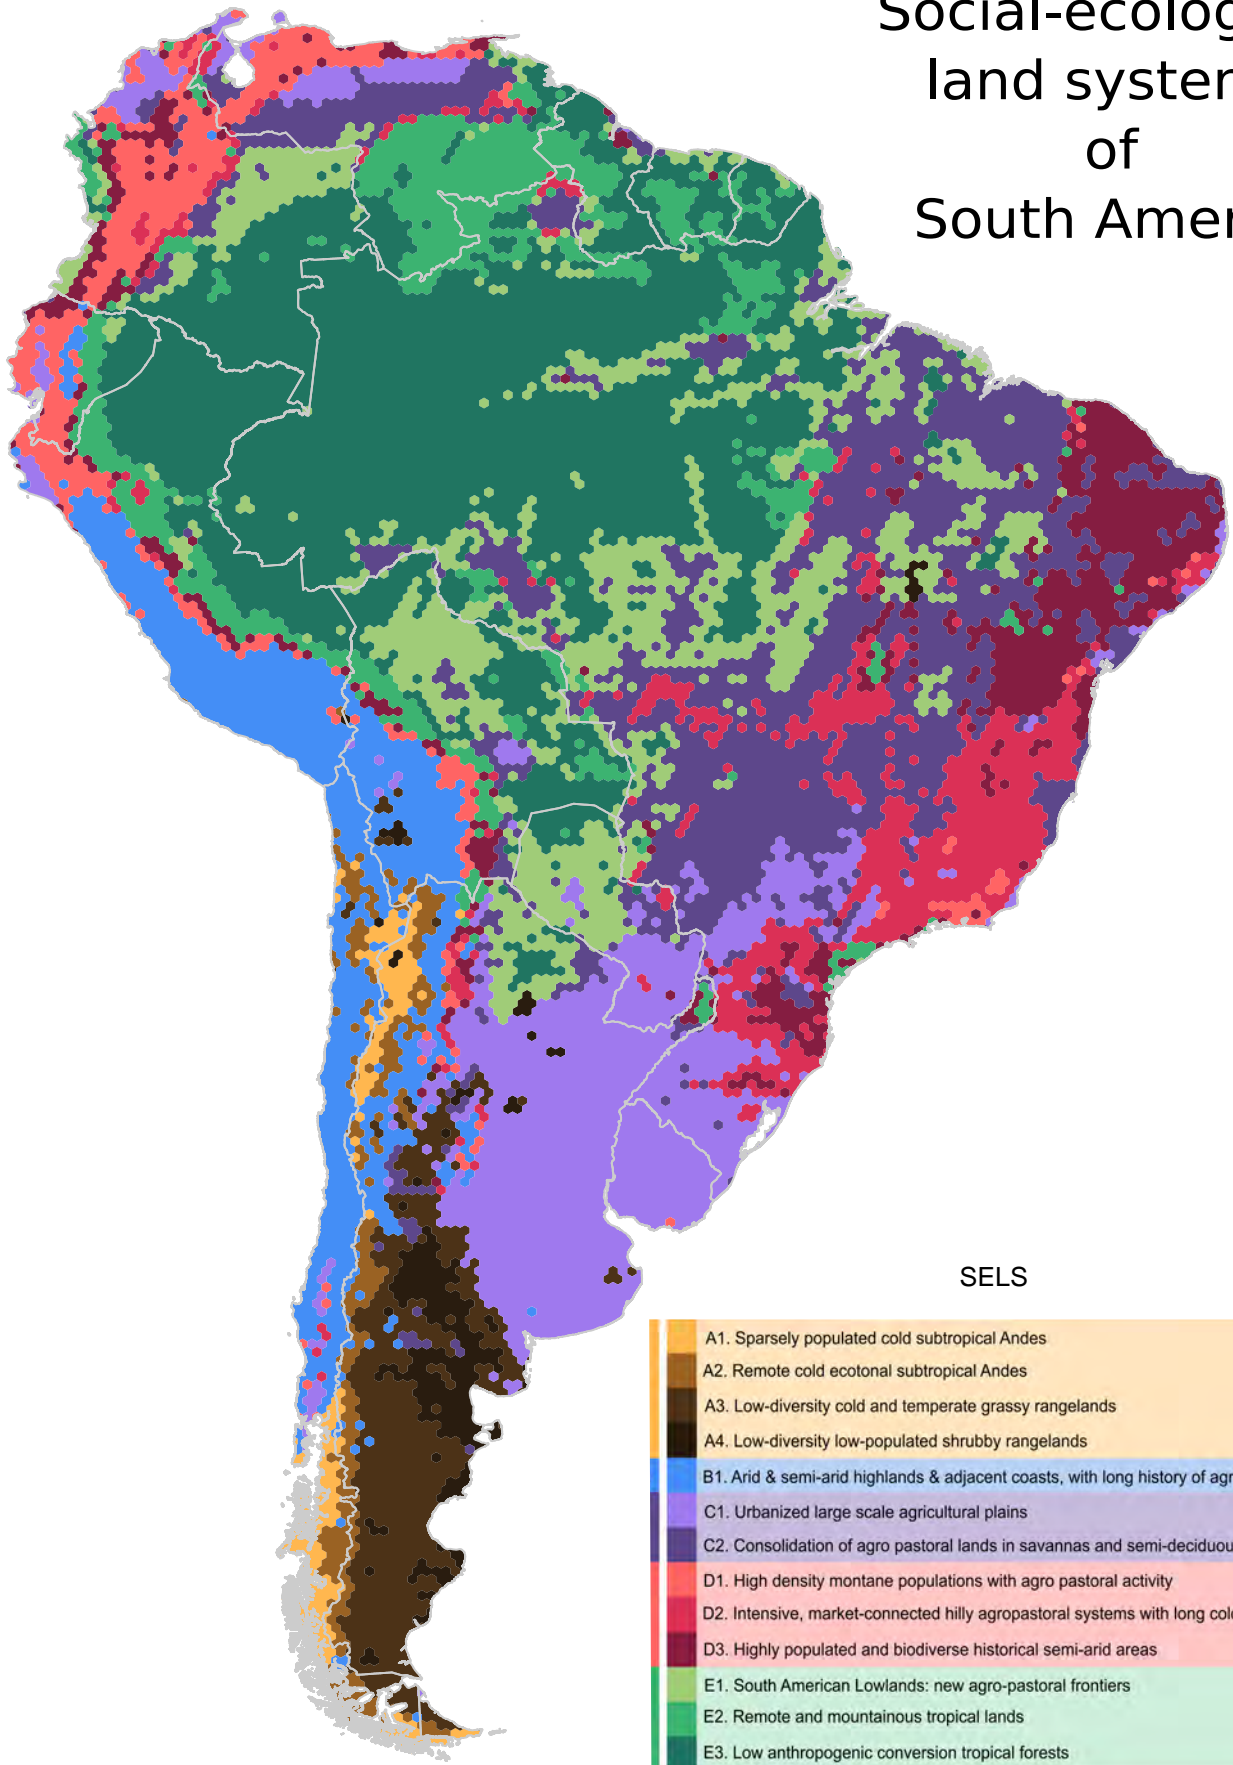 Social-ecolog
land system
of
South Amer
SELS
A1. Sparsely populated cold subtropical Andes
A2. Remote cold ecotonal subtropical Andes
A3. Low-diversity cold and temperate grassy rangelands
A4. Low-diversity low-populated shrubby rangelands
B1. Arid & semi-arid highlands & adjacent coasts, with long history of agr
C1. Urbanized large scale agricultural plains
C2. Consolidation of agro pastoral lands in savannas and semi-deciduou
D1. High density montane populations with agro pastoral activity
D2. Intensive, market-connected hilly agropastoral systems with long colo
D3. Highly populated and biodiverse historical semi-arid areas
E1. South American Lowlands: new agro-pastoral frontiers
E2. Remote and mountainous tropical lands
E3. Low anthropogenic conversion tropical forests